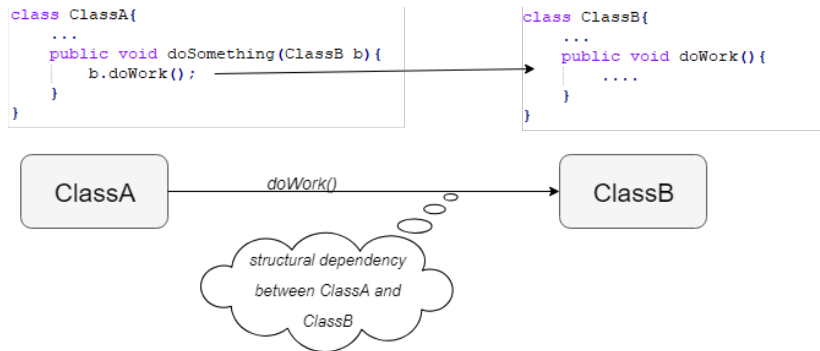 class ClassA{
...
public void doSomething(ClassB b){
b.doWork();
}
}
class ClassB{
...
public void doWork(){
....
}
}
ClassA
doWork()
ClassB
structural dependency
between ClassA and
ClassB